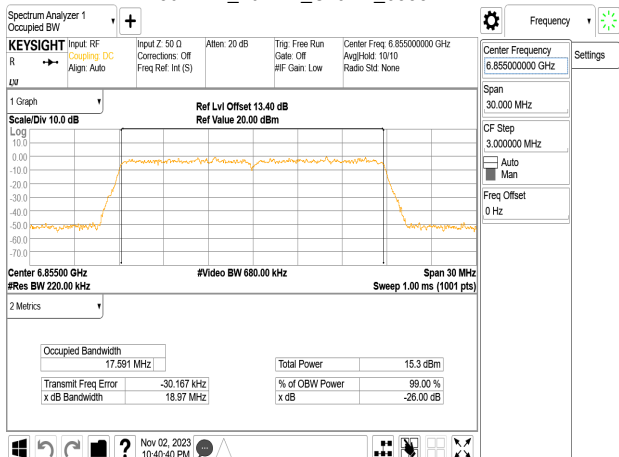 Spectrum Analyzer 1
Occupied BW
Frequency
KEYSIGHT
R
LXI
Input: RF
Coupling: DC
Align: Auto
Input Z: 50 Ω
Corrections: Off
Freq Ref: Int (S)
Atten: 20 dB
Trig: Free Run
Gate: Off
#IF Gain: Low
Center Freq: 6.855000000 GHz
Avg|Hold: 10/10
Radio Std: None
Center Frequency
6.855000000 GHz
Settings
Span
30.000 MHz
CF Step
3.000000 MHz
Auto
Man
Freq Offset
0 Hz
1 Graph
Ref Lvl Offset 13.40 dB
Scale/Div 10.0 dB
Ref Value 20.00 dBm
Log
10.0
0.00
-10.0
-20.0
-30.0
-40.0
-50.0
-60.0
-70.0
Center 6.85500 GHz
#Video BW 680.00 kHz
Span 30 MHz
#Res BW 220.00 kHz
Sweep 1.00 ms (1001 pts)
2 Metrics
Occupied Bandwidth
17.591 MHz
Total Power
15.3 dBm
Transmit Freq Error
-30.167 kHz
% of OBW Power
99.00 %
x dB Bandwidth
18.97 MHz
x dB
-26.00 dB
?
Nov 02, 2023
10:40:40 PM